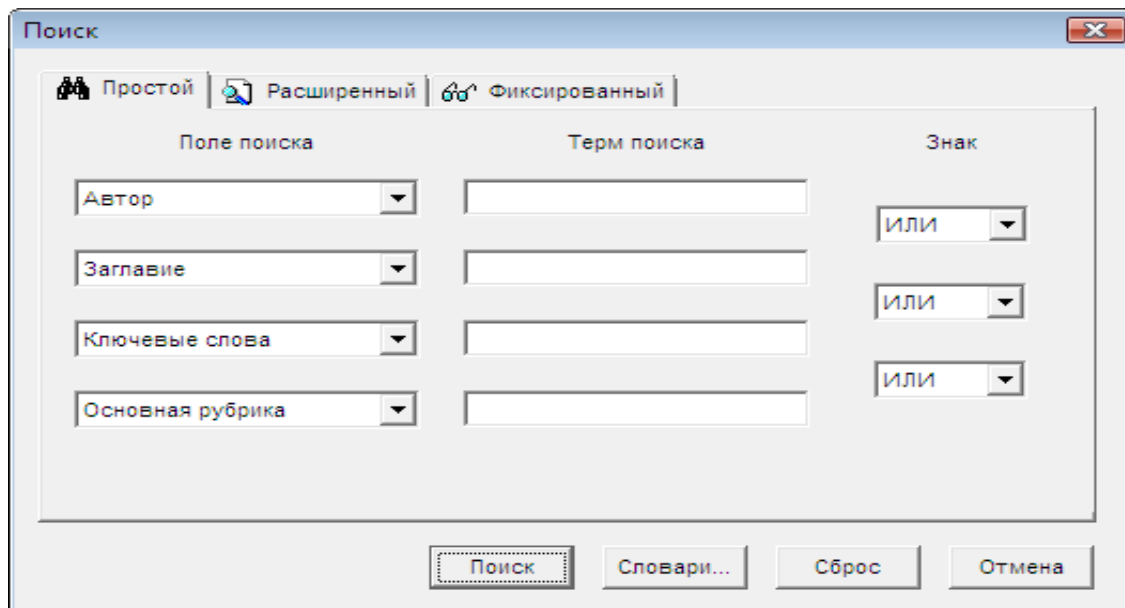 Поиск
Простой Расширенный Фиксированный
Поле поиска Терм поиска Знак
Автор
ИЛИ
Заглавие
ИЛИ
Ключевые слова
ИЛИ
Основная рубрика
Поиск Словари... Сброс Отмена